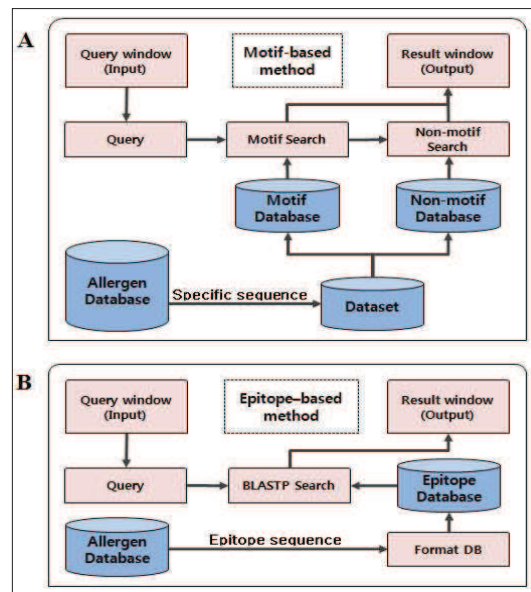 A
Query window
(Input)
Motif-based
method
Result window
(Output)
Query
Motif Search
Non-motif
Search
Motif
Database
Non-motif
Database
Allergen
Database
Specific sequence
Dataset
B
Query window
(Input)
Epitope-based
method
Result window
(Output)
Query
BLASTP Search
Epitope
Database
Allergen
Database
Epitope sequence
Format DB